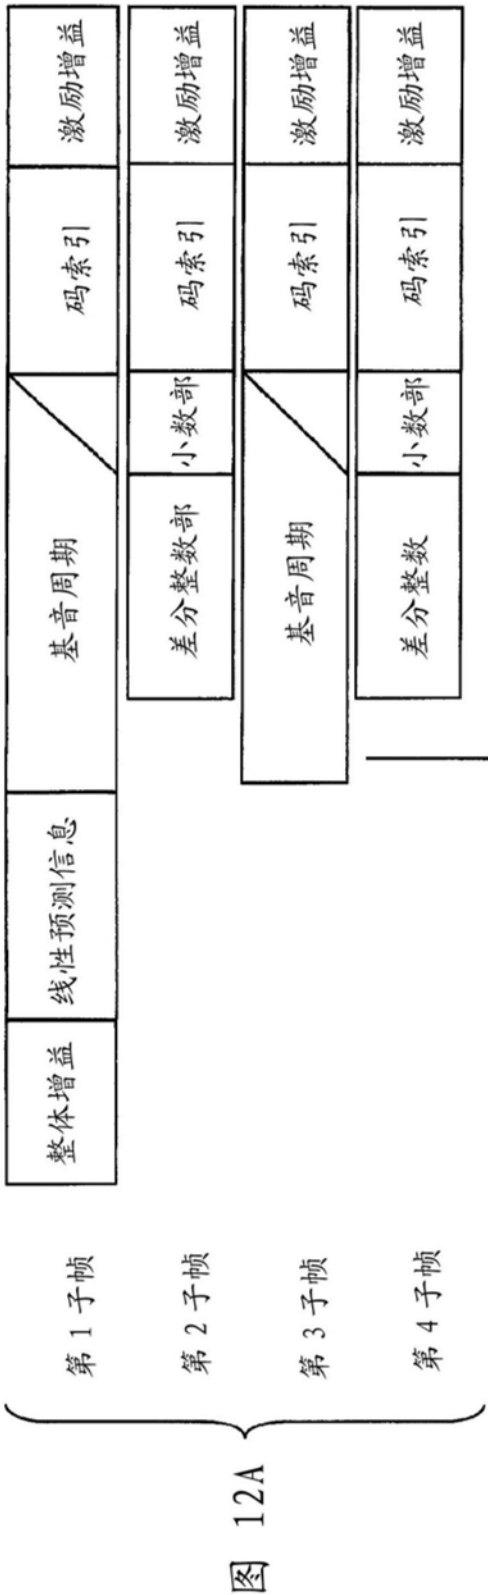 图 12A
第 1 子帧
整体增益
线性预测信息
基音周期
码索引
激励增益
第 2 子帧
差分整数部
小数部
码索引
激励增益
第 3 子帧
基音周期
码索引
激励增益
第 4 子帧
差分整数
小数部
码索引
激励增益